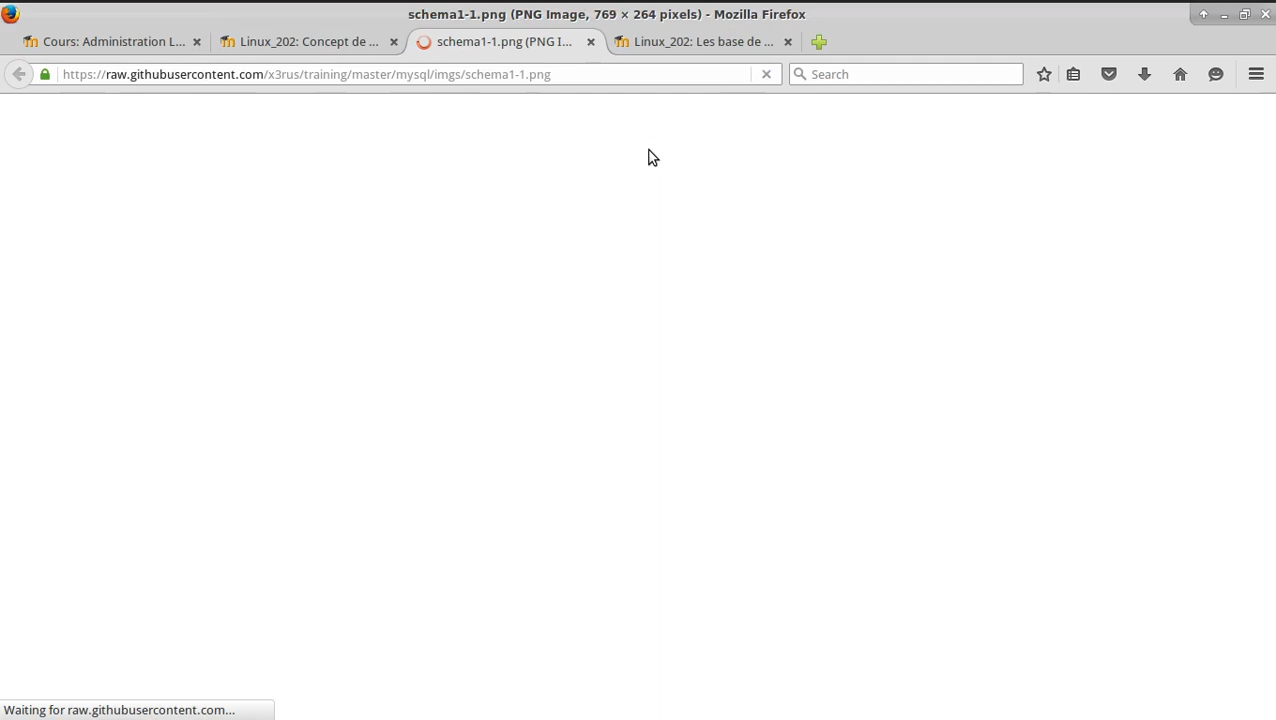 schema1-1.png (PNG Image, 769 × 264 pixels) - Mozilla Firefox
Cours: Administration L...
Linux_202: Concept de ...
schema1-1.png (PNG I...
Linux_202: Les base de ...
https://raw.githubusercontent.com/x3rus/training/master/mysql/imgs/schema1-1.png
Search
Waiting for raw.githubusercontent.com...